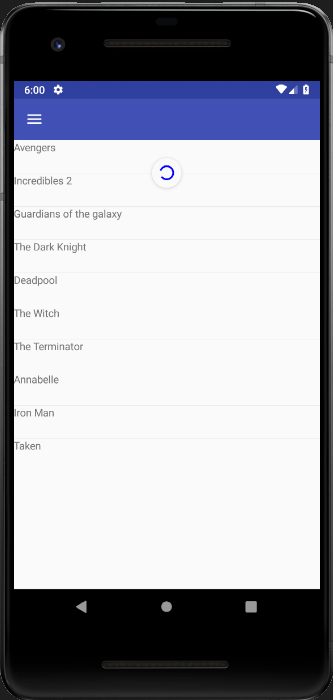 6:00
Avengers
Incredibles 2
Guardians of the galaxy
The Dark Knight
Deadpool
The Witch
The Terminator
Annabelle
Iron Man
Taken